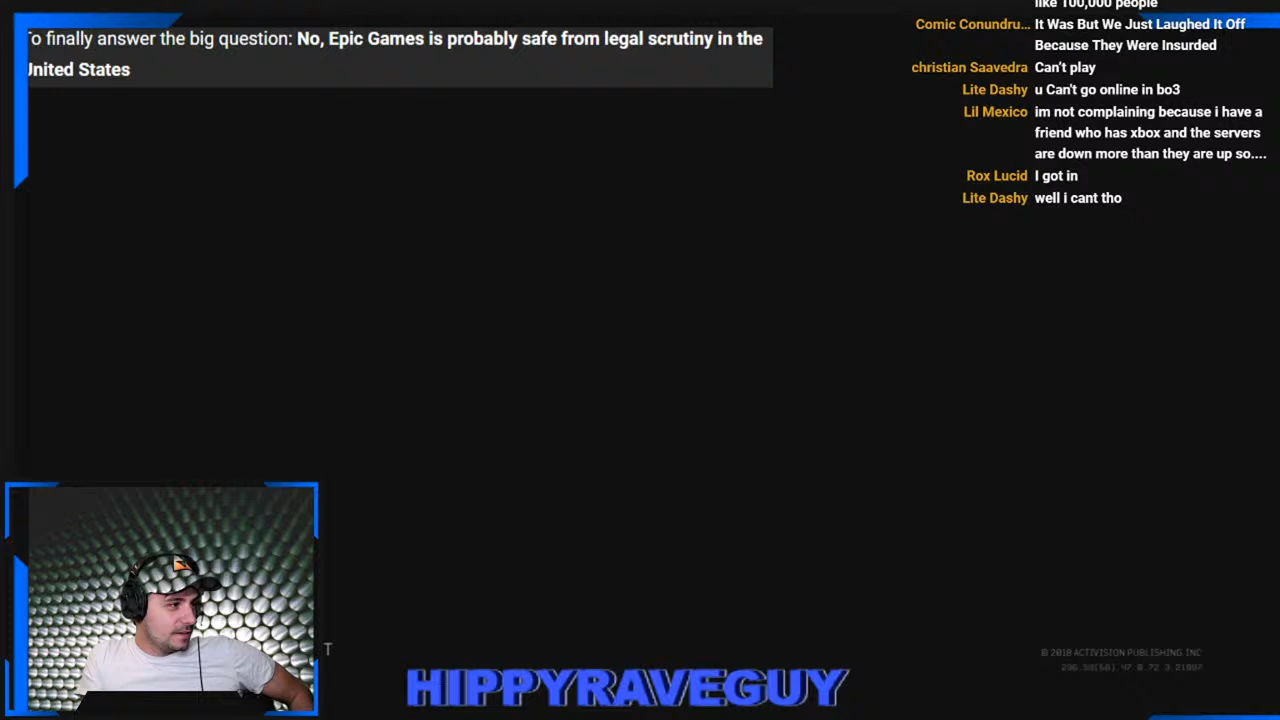 To finally answer the big question: No, Epic Games is probably safe from legal scrutiny in the
United States
like 100,000 people
Comic Conundru... It Was But We Just Laughed It Off
Because They Were Insurded
christian Saavedra Can't play
Lite Dashy u Can't go online in bo3
Lil Mexico im not complaining because i have a
friend who has xbox and the servers
are down more than they are up so....
Rox Lucid I got in
Lite Dashy well i cant tho
T
HIPPYRAVEGUY
© 2018 ACTIVISION PUBLISHING INC